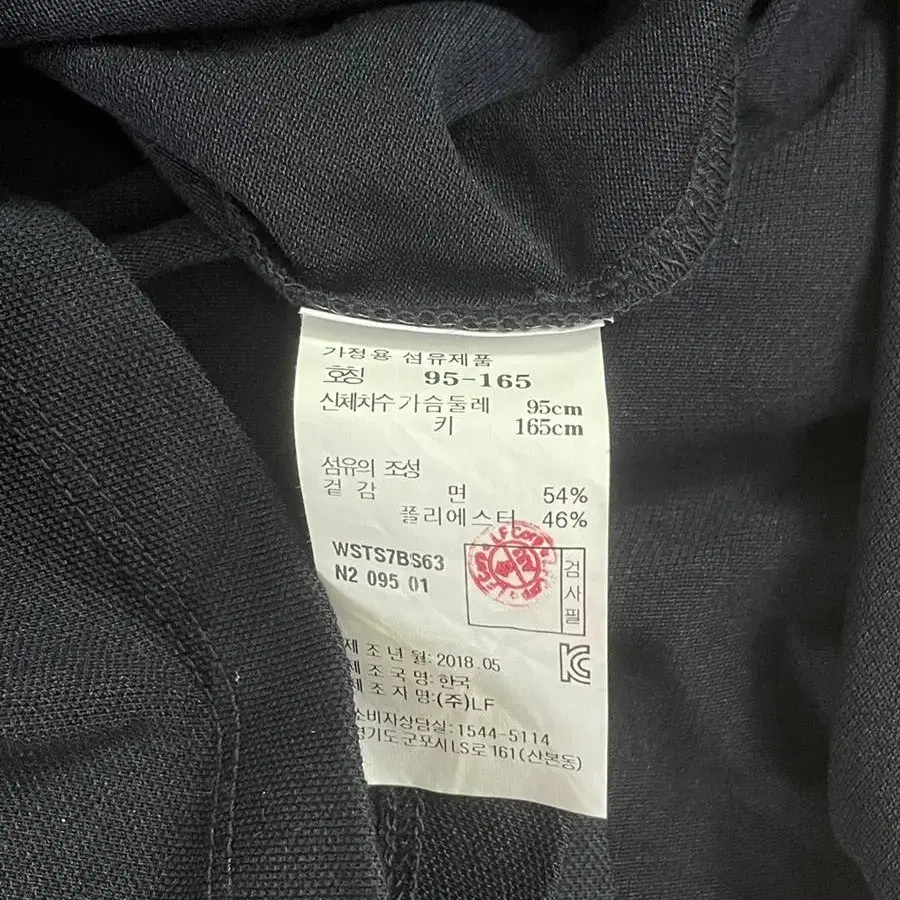 가정용 섬유제품
호칭 95-165
신체치수 가슴둘레 95cm
키 165cm
섬유의 조성
겉감 면 54%
폴리에스터 46%
WSTS7BS63
N2 095 01
LF Corp
검사필
제조년월: 2018.05
제조국명: 한국
제조자명: (주)LF
소비자상담실: 1544-5114
경기도 군포시 LS로 161 (산본동)